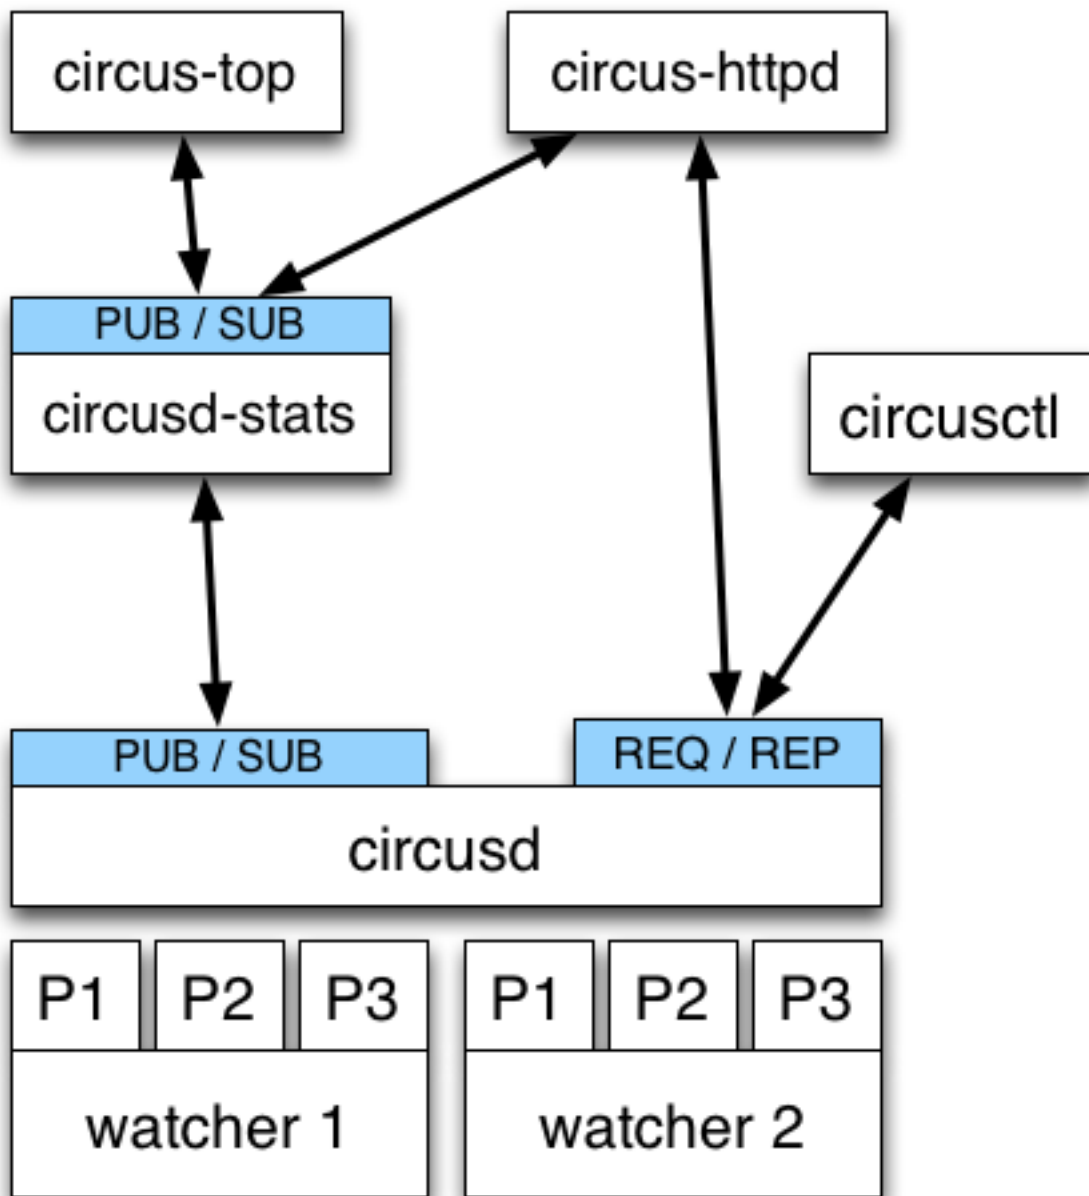 circus-top
circus-httpd
PUB / SUB
circusd-stats
circusctl
PUB / SUB
REQ / REP
circusd
P1 P2 P3 P1 P2 P3
watcher 1 watcher 2